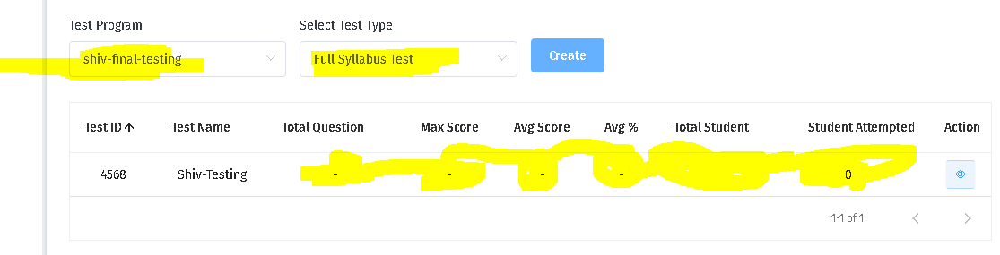 Test Program Select Test Type
shiv-final-testing Full Syllabus Test Create
Test ID Test Name Total Question Max Score Avg Score Avg % Total Student Student Attempted Action
4568 Shiv-Testing - - - - 0
1-1 of 1